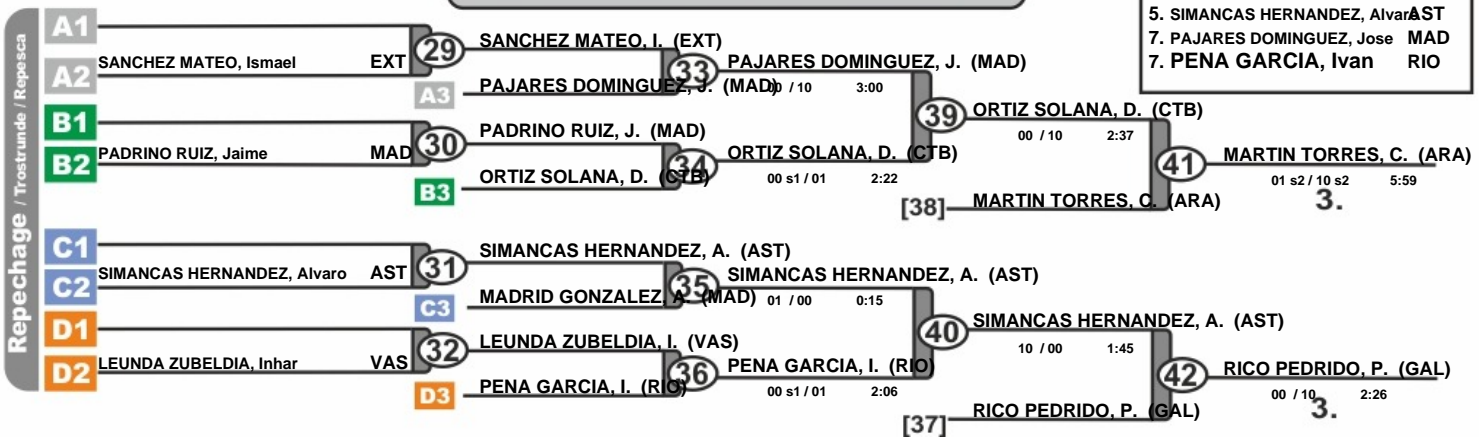 5. SIMANCAS HERNANDEZ, Alvaro AST
7. PAJARES DOMINGUEZ, Jose MAD
7. PENA GARCIA, Ivan RIO
Repechage / Trostrunde / Repesca
A1
SANCHEZ MATEO, Ismael EXT
A2
29
SANCHEZ MATEO, I. (EXT)
A3
PAJARES DOMINGUEZ, J. (MAD)
33
PAJARES DOMINGUEZ, J. (MAD)
00 / 10 3:00
B1
PADRINO RUIZ, Jaime MAD
B2
30
PADRINO RUIZ, J. (MAD)
B3
ORTIZ SOLANA, D. (CTB)
34
ORTIZ SOLANA, D. (CTB)
00 s1 / 01 2:22
39
ORTIZ SOLANA, D. (CTB)
00 / 10 2:37
[38]
MARTIN TORRES, C. (ARA)
41
MARTIN TORRES, C. (ARA)
01 s2 / 10 s2 5:59
3.
C1
SIMANCAS HERNANDEZ, Alvaro AST
C2
31
SIMANCAS HERNANDEZ, A. (AST)
C3
MADRID GONZALEZ, A. (MAD)
35
SIMANCAS HERNANDEZ, A. (AST)
01 / 00 0:15
D1
LEUNDA ZUBELDIA, Inhar VAS
D2
32
LEUNDA ZUBELDIA, I. (VAS)
D3
PENA GARCIA, I. (RIO)
36
PENA GARCIA, I. (RIO)
00 s1 / 01 2:06
40
SIMANCAS HERNANDEZ, A. (AST)
10 / 00 1:45
[37]
RICO PEDRIDO, P. (GAL)
42
RICO PEDRIDO, P. (GAL)
00 / 10 2:26
3.